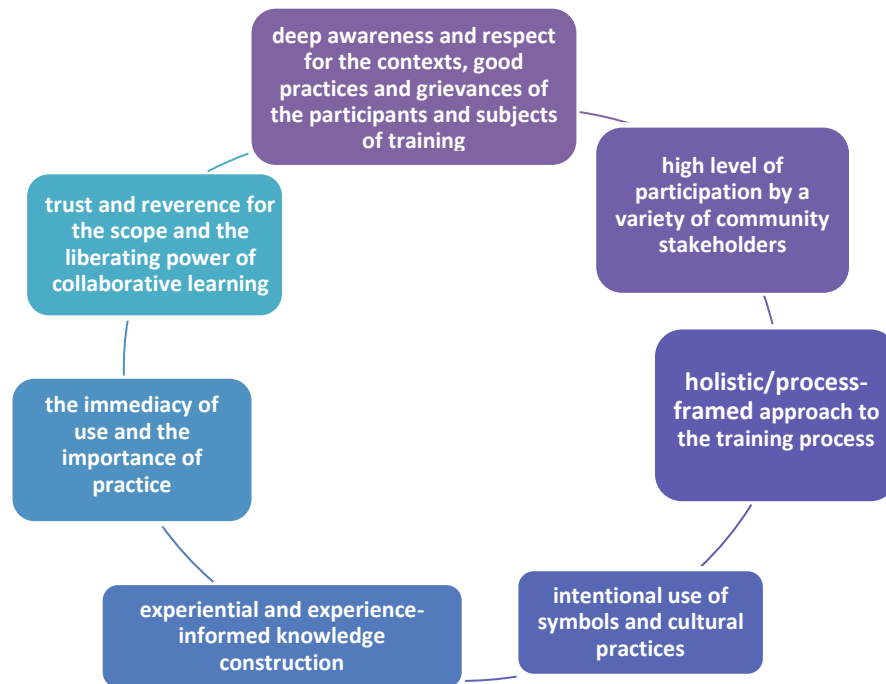 deep awareness and respect
for the contexts, good
practices and grievances of
the participants and subjects
of training
high level of
participation by a
variety of community
stakeholders
holistic/process-
framed approach to
the training process
intentional use of
symbols and cultural
practices
experiential and experience-
informed knowledge
construction
the immediacy of
use and the
importance of
practice
trust and reverence for
the scope and the
liberating power of
collaborative learning